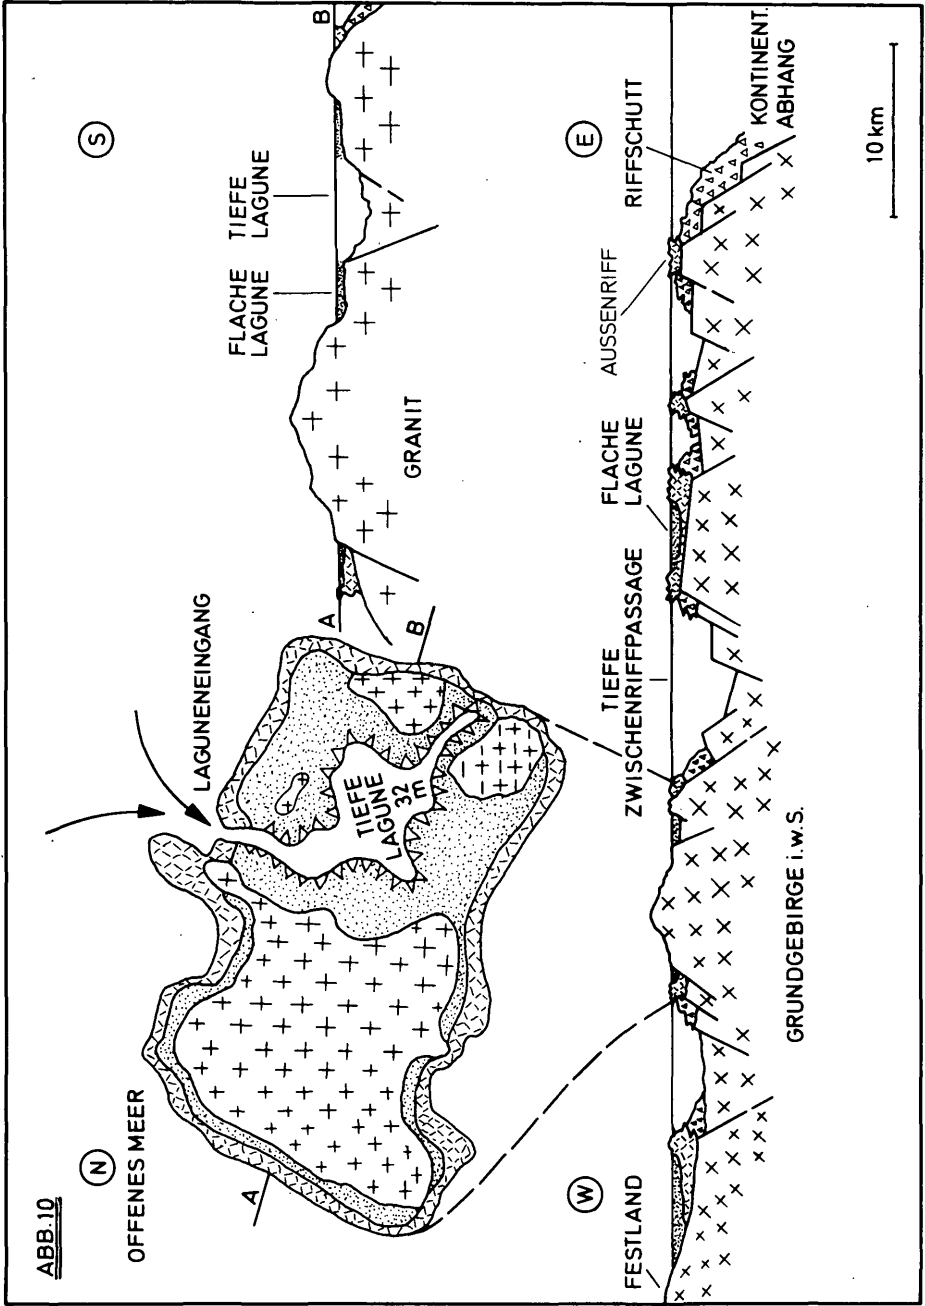 ABB.10
N
OFFENES MEER
A
LAGUNENEINGANG
TIEFE
LAGUNE
32
m
B
A
FLACHE
LAGUNE
TIEFE
LAGUNE
S
B
GRANIT
W
FESTLAND
TIEFE
ZWISCHENRIFFPASSAGE
FLACHE
LAGUNE
AUSSENRIFF
E
RIFFSCHUTT
KONTINENT.
ABHANG
GRUNDGEBIRGE i.w.S.
10 km